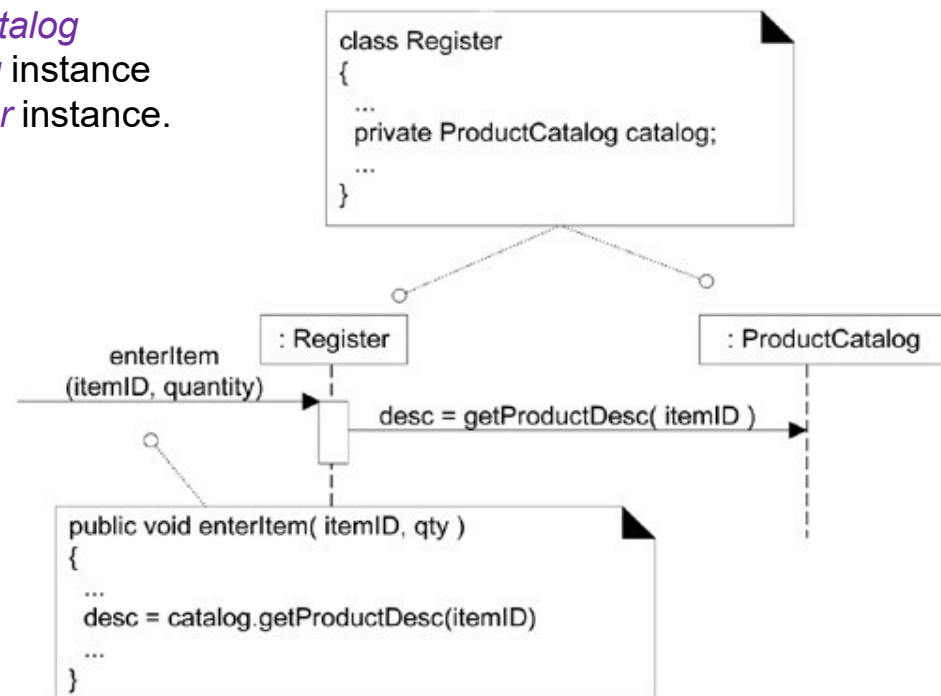 talog
instance
r instance.
class Register
{
...
private ProductCatalog catalog;
...
}
: Register
: ProductCatalog
enterItem
(itemID, quantity)
desc = getProductDesc( itemID )
public void enterItem( itemID, qty )
{
...
desc = catalog.getProductDesc(itemID)
...
}